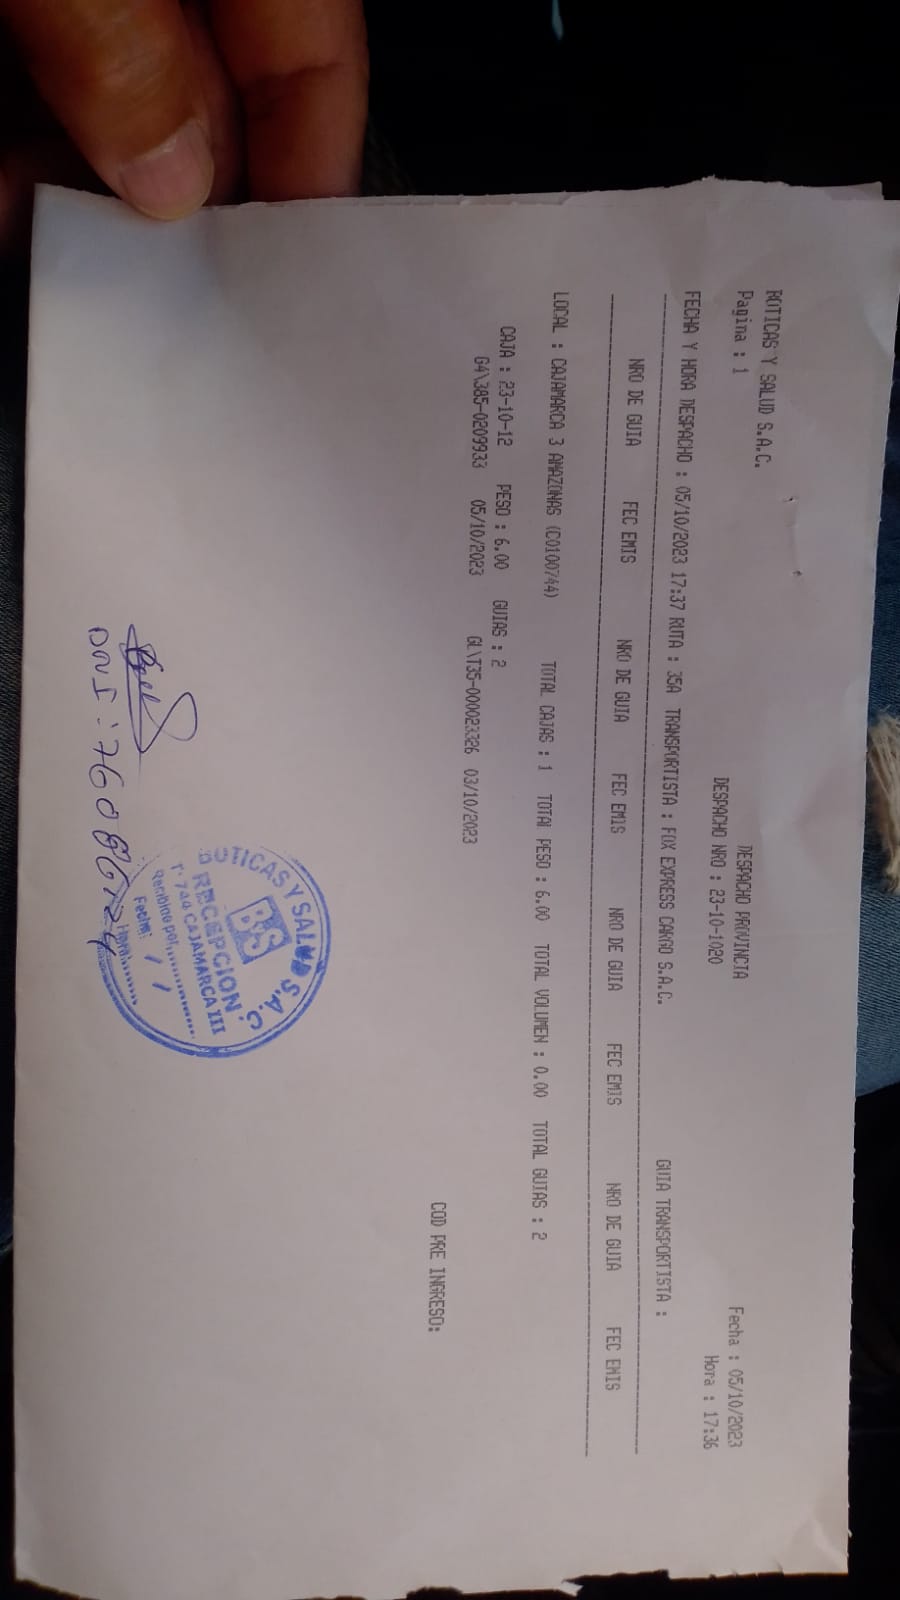 BOTICAS Y SALUD S.A.C.
Pagina : 1
DESPACHO PROVINCIA
Fecha : 05/10/2023
DESPACHO NRO : 23-10-1020
Hora : 17:36
FECHA Y HORA DESPACHO : 05/10/2023 17:37 RUTA : 35A TRANSPORTISTA : FOX EXPRESS CARGO S.A.C. GUIA TRANSPORTISTA :
NRO DE GUIA FEC EMIS NRO DE GUIA FEC EMIS NRO DE GUIA FEC EMIS NRO DE GUIA FEC EMIS
LOCAL : CAJAMARCA 3 AMAZONAS (C0100744) TOTAL CAJAS : 1 TOTAL PESO : 6.00 TOTAL VOLUMEN : 0.00 TOTAL GUIAS : 2
CAJA : 23-10-12 PESO : 6.00 GUIAS : 2
G4\385-0209933 05/10/2023 GL\T35-000023326 03/10/2023
COD PRE INGRESO:
BOTICAS Y SALUD S.A.C
BS
RECEPCION
T- 744 CAJAMARCA III
Recibido por:
Fecha: / /
Hora:
DNI: